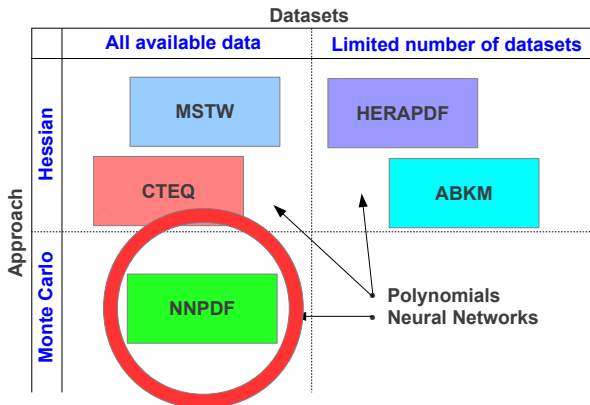 Datasets
All available data
Limited number of datasets
Approach
Hessian
MSTW
HERAPDF
CTEQ
ABKM
Monte Carlo
NNPDF
Polynomials
Neural Networks